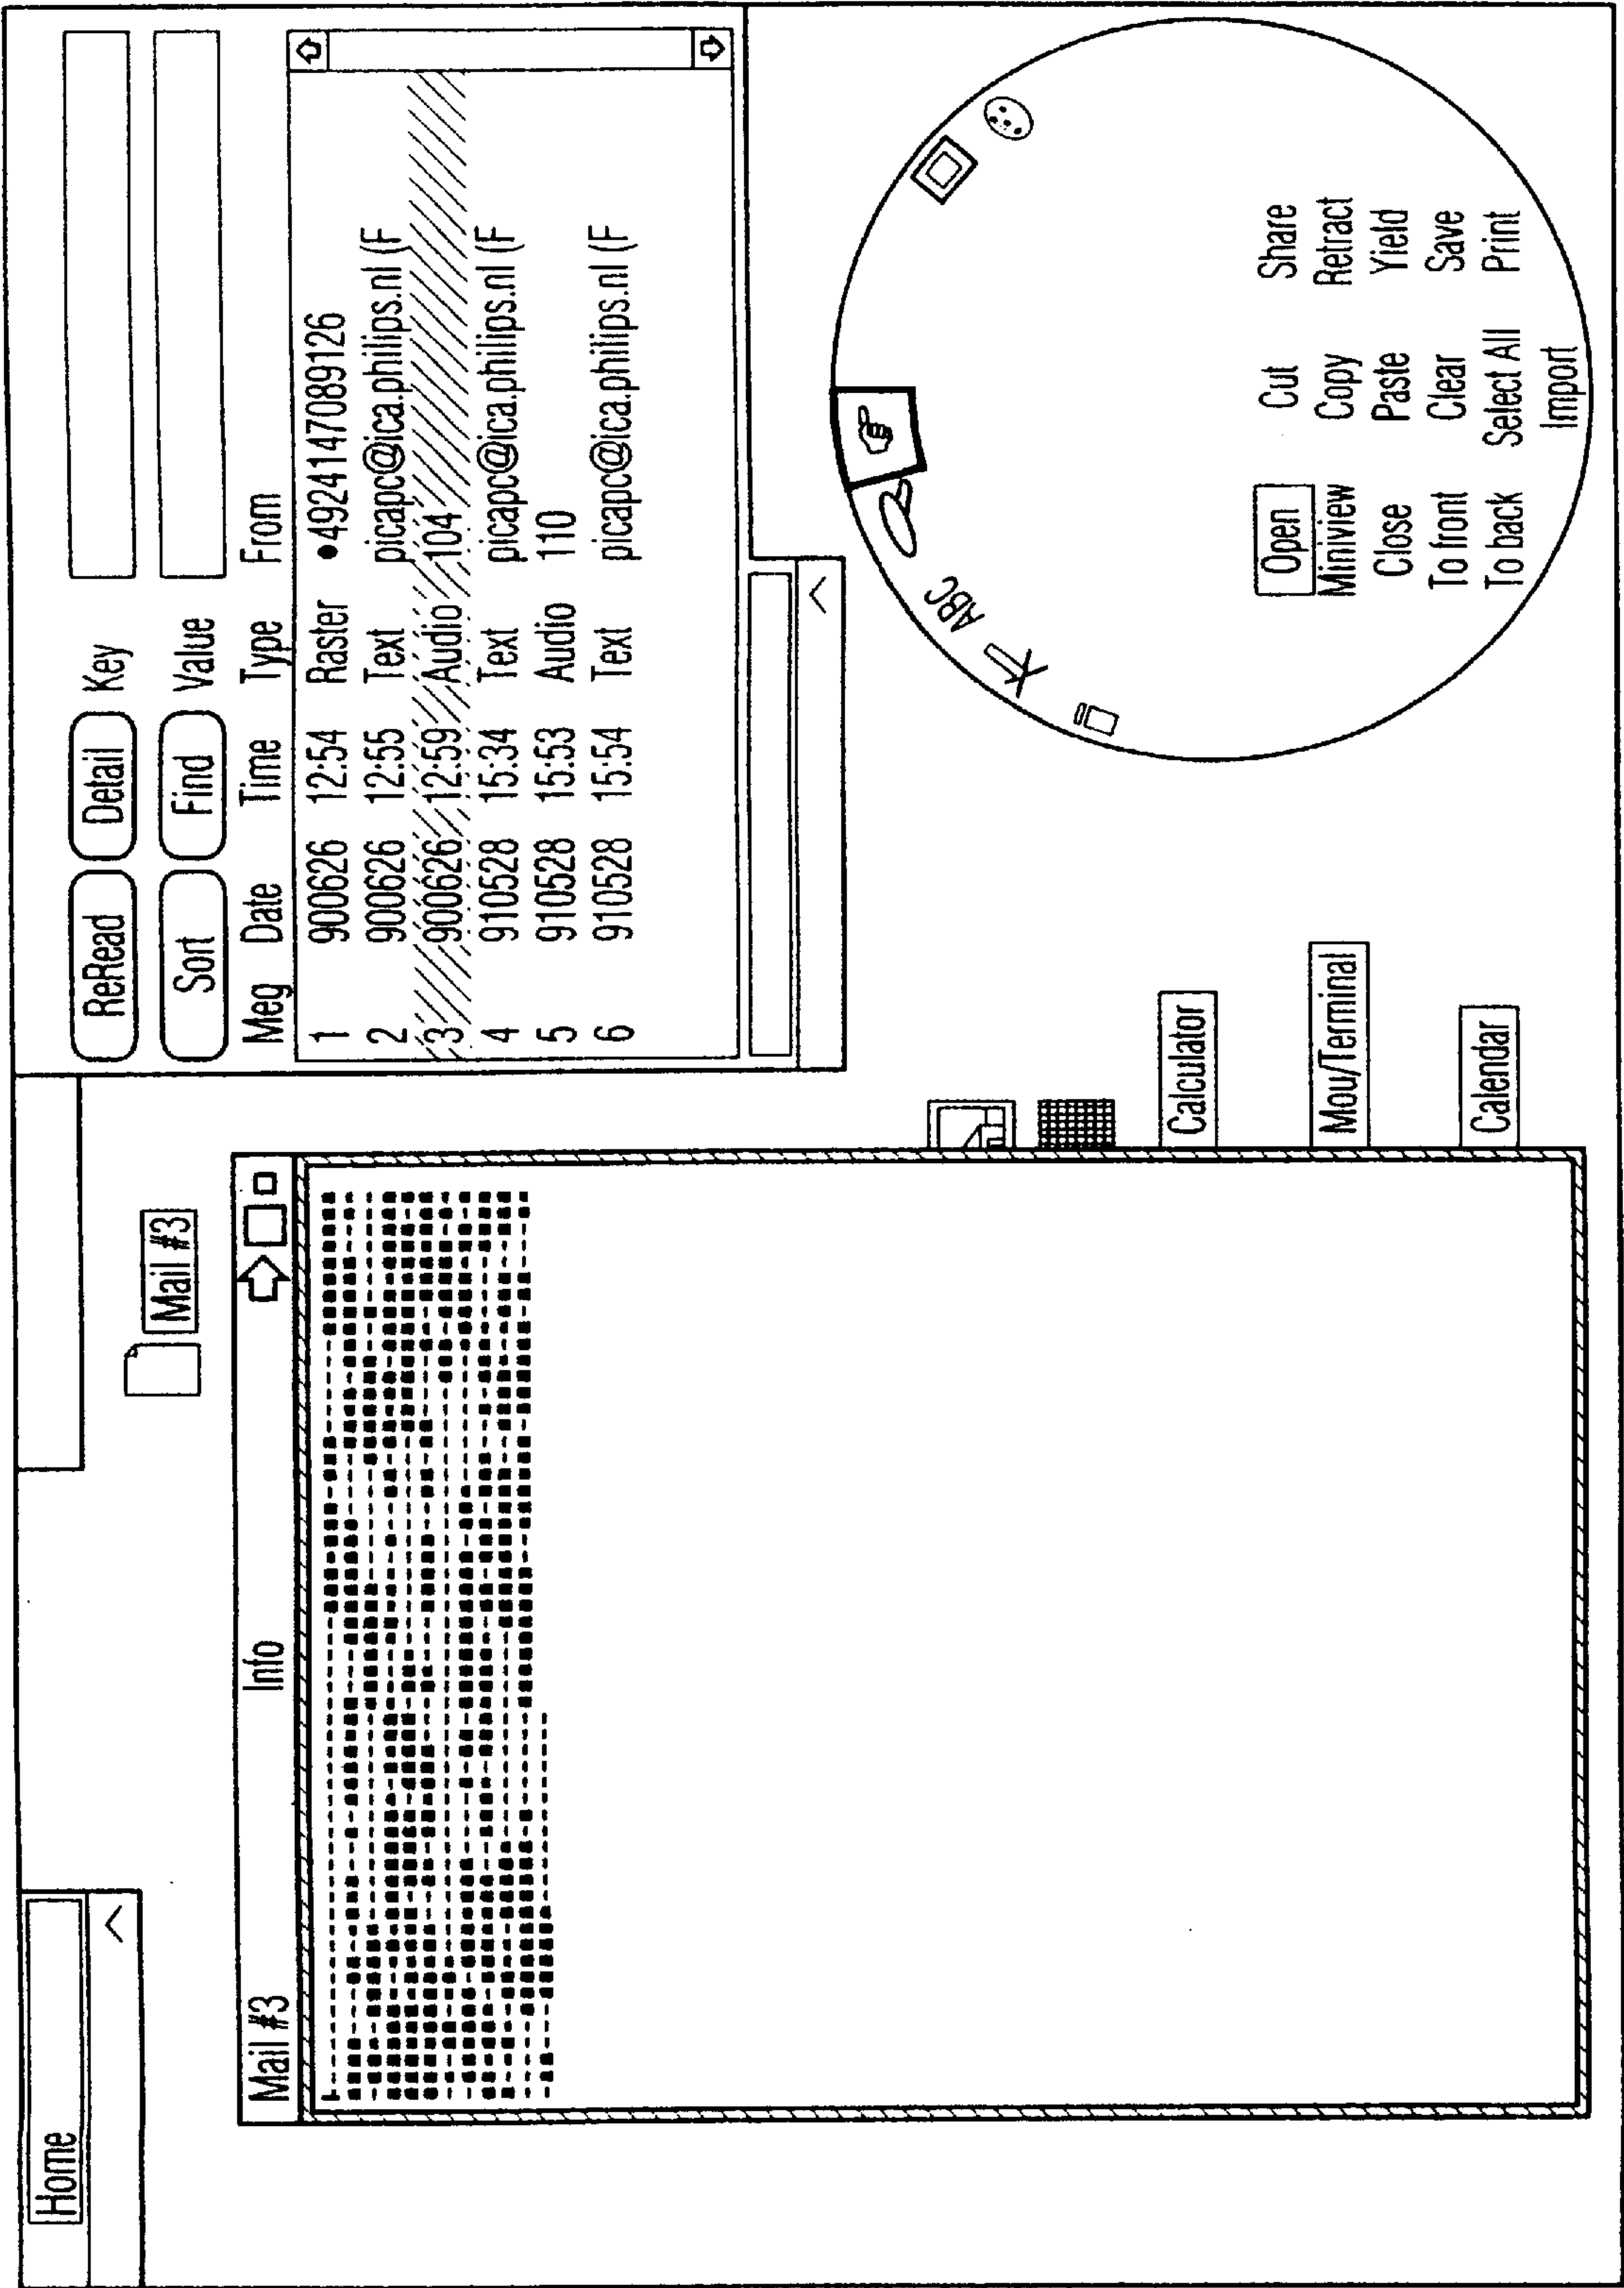 Home
ReRead Detail Key
Sort Find Value
Meg Date Time Type From
1 900626 12:54 Raster •4924147089126
2 900626 12:55 Text picapc@ica.philips.nl (F
3 900626 12:59 Audio 104
4 910528 15:34 Text picapc@ica.philips.nl (F
5 910528 15:53 Audio 110
6 910528 15:54 Text picapc@ica.philips.nl (F
Mail #3
Mail #3 Info
ABC
Calculator
Mou/Terminal
Calendar
Open Cut Share
Miniview Copy Retract
Close Paste Yield
To front Clear Save
To back Select All Print
Import